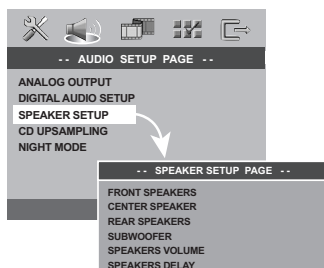 -- AUDIO SETUP PAGE --
ANALOG OUTPUT
DIGITAL AUDIO SETUP
SPEAKER SETUP
CD UPSAMPLING
NIGHT MODE
-- SPEAKER SETUP PAGE --
FRONT SPEAKERS
CENTER SPEAKER
REAR SPEAKERS
SUBWOOFER
SPEAKERS VOLUME
SPEAKERS DELAY